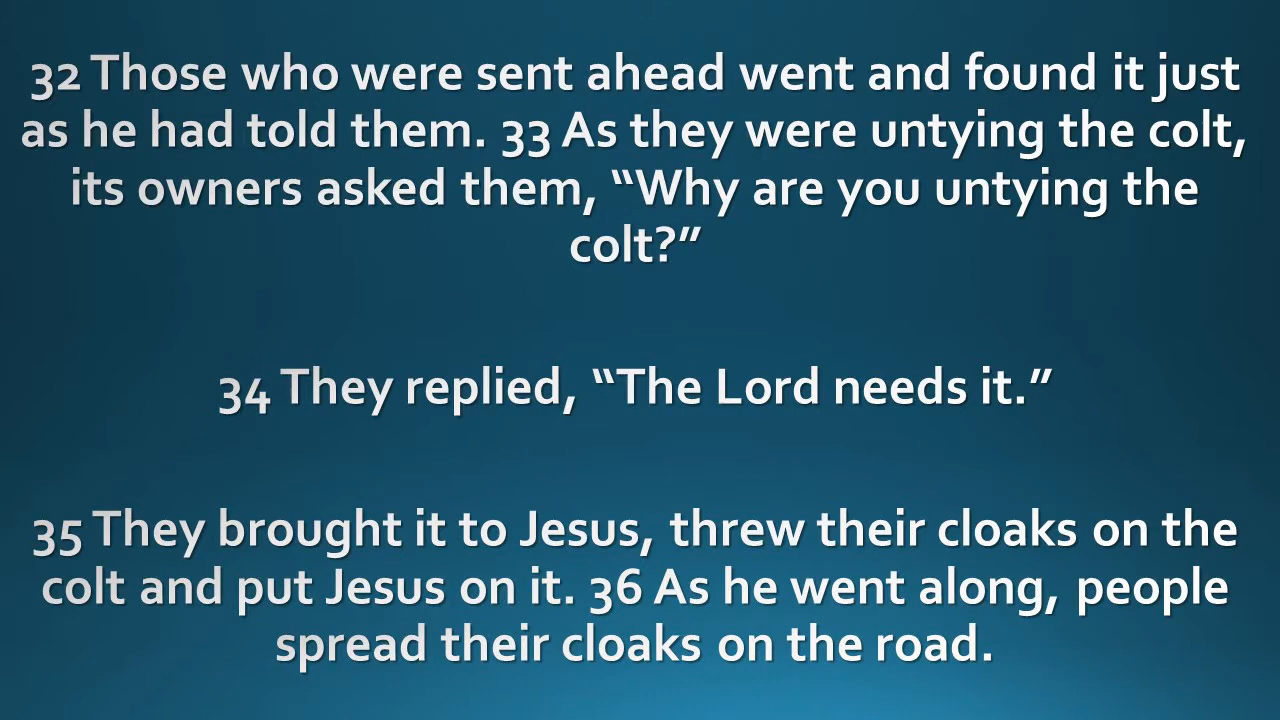 32 Those who were sent ahead went and found it just
as he had told them. 33 As they were untying the colt,
its owners asked them, “Why are you untying the
colt?”
34 They replied, “The Lord needs it.”
35 They brought it to Jesus, threw their cloaks on the
colt and put Jesus on it. 36 As he went along, people
spread their cloaks on the road.